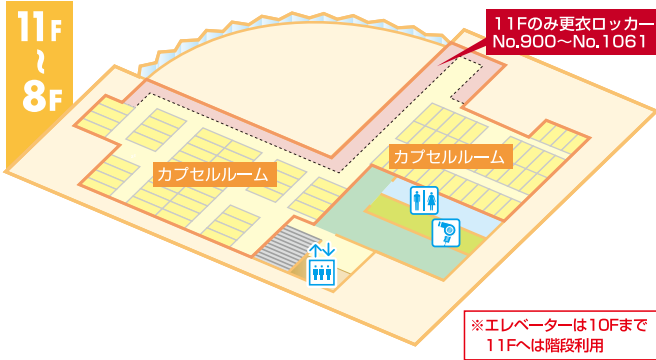 11F
~
8F
11Fのみ更衣ロッカー
No.900～No.1061
カプセルルーム
カプセルルーム
※エレベーターは10Fまで
11Fへは階段利用